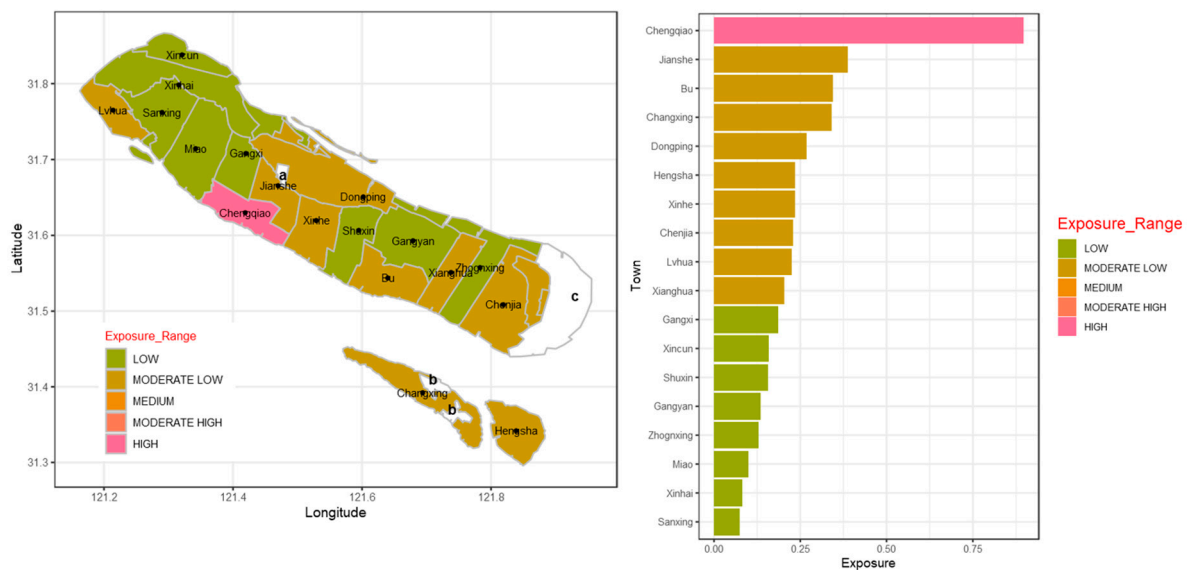 31.8
31.7
31.6
31.5
31.4
31.3
Latitude
Xincun
Xinhai
Lvhua
Sanxing
Miao
Gangxi
a
Jianshe
Dongping
Chengqiao
Xinhe
Shuxin
Gangyan
Bu
Xianghua
Zhognxing
Chenjia
c
b
Changxing
b
Hengsha
Exposure_Range
LOW
MODERATE LOW
MEDIUM
MODERATE HIGH
HIGH
121.2 121.4 121.6 121.8
Longitude
Town
Chengqiao
Jianshe
Bu
Changxing
Dongping
Hengsha
Xinhe
Chenjia
Lvhua
Xianghua
Gangxi
Xincun
Shuxin
Gangyan
Zhognxing
Miao
Xinhai
Sanxing
0.00 0.25 0.50 0.75
Exposure
Exposure_Range
LOW
MODERATE LOW
MEDIUM
MODERATE HIGH
HIGH